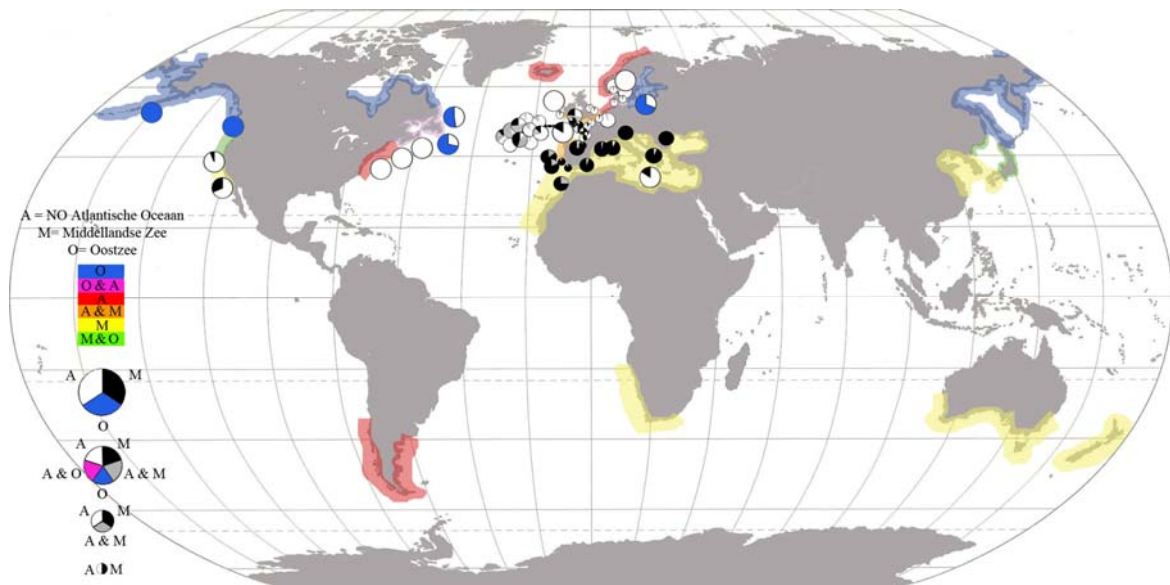 A = NO Atlantische Oceaan
M= Middellandse Zee
O= Oostzee
O
O & A
A
A & M
M
M & O
A M
O
A M
A & O A & M
O
A M
A & M
A M